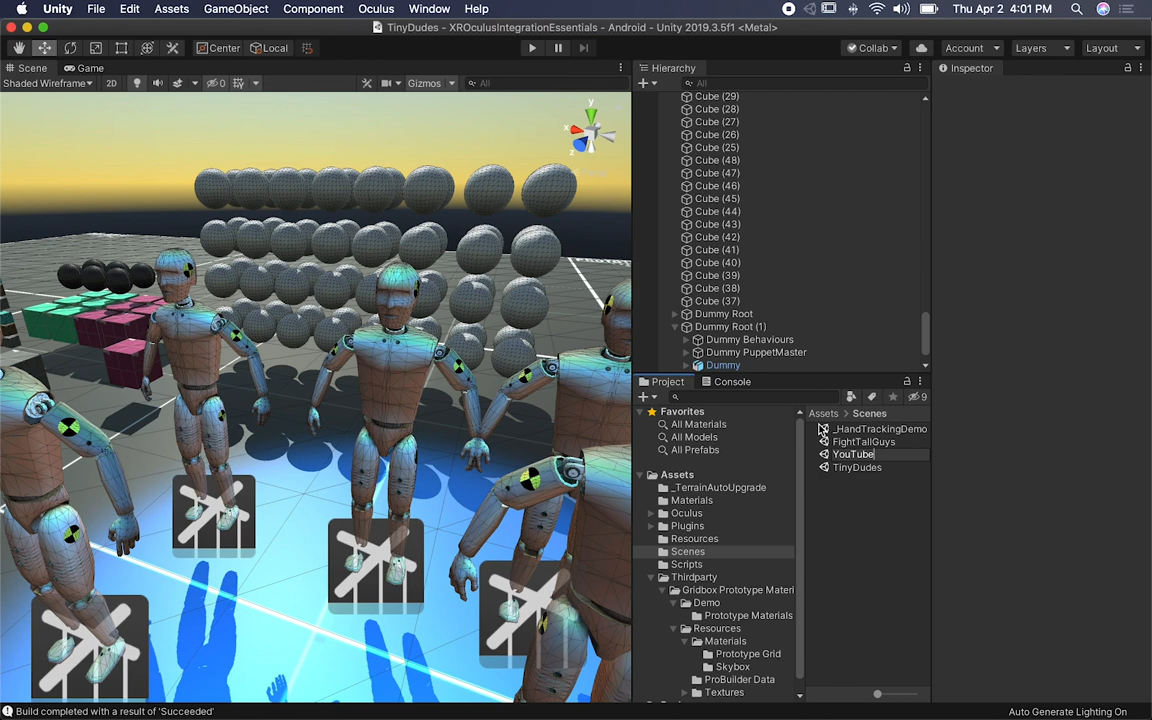 Unity File Edit Assets GameObject Component Oculus Window Help Thu Apr 2 4:01 PM
TinyDudes - XROculusIntegrationEssentials - Android - Unity 2019.3.5f1 <Metal>
Center Local Collab Account Layers Layout
Scene Game Hierarchy Inspector
Shaded Wireframe 2D 0 Gizmos All All
y
x
z
Cube (29)
Cube (28)
Cube (27)
Cube (26)
Cube (25)
Cube (48)
Cube (47)
Cube (46)
Cube (45)
Cube (44)
Cube (43)
Cube (42)
Cube (41)
Cube (40)
Cube (39)
Cube (38)
Cube (37)
Dummy Root
Dummy Root (1)
Dummy Behaviours
Dummy PuppetMaster
Dummy
Project Console
9
Favorites
All Materials
All Models
All Prefabs
Assets
_TerrainAutoUpgrade
Materials
Oculus
Plugins
Resources
Scenes
Scripts
Thirdparty
Gridbox Prototype Materi
Demo
Prototype Materials
Resources
Materials
Prototype Grid
Skybox
ProBuilder Data
Textures
Assets > Scenes
_HandTrackingDemo
FightTallGuys
YouTube
TinyDudes
Build completed with a result of 'Succeeded'
Auto Generate Lighting On